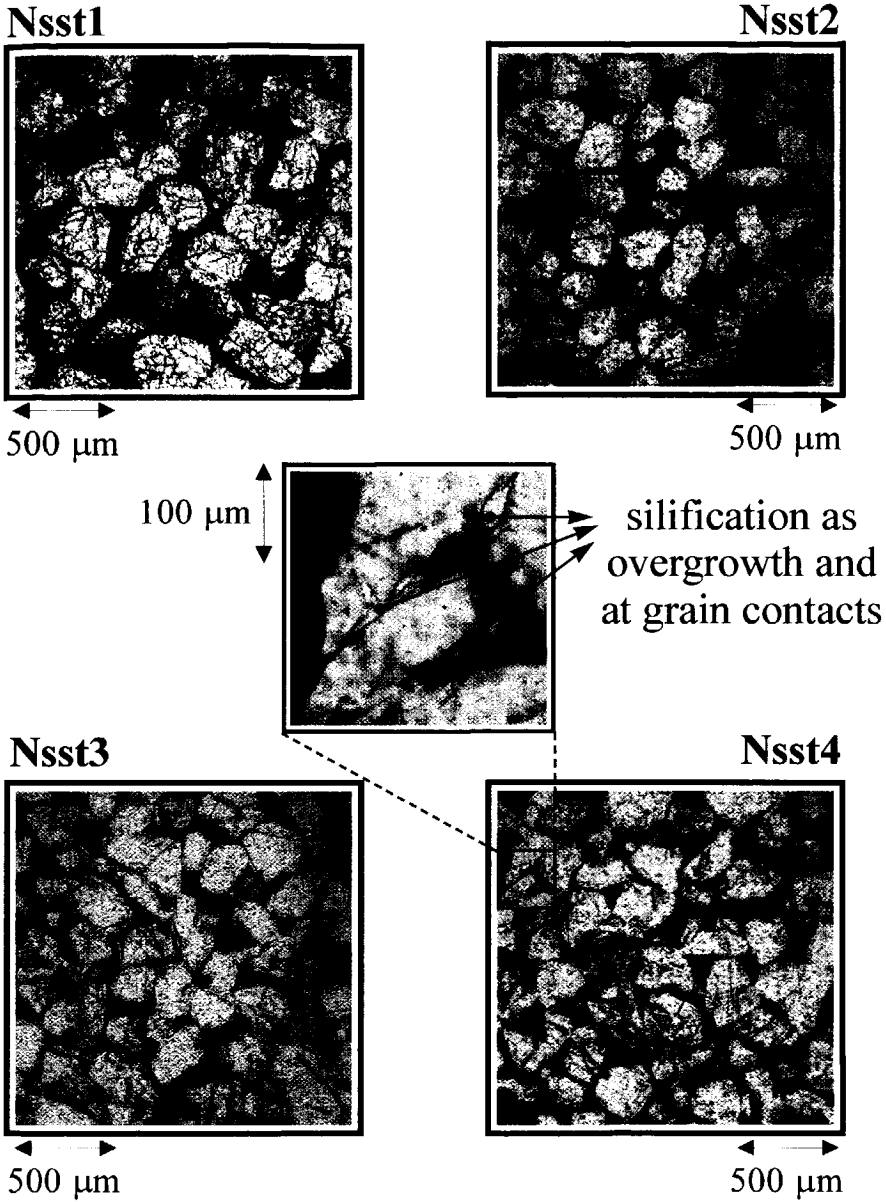 Nsst1
Nsst2
500 μm
500 μm
100 μm
silification as
overgrowth and
at grain contacts
Nsst3
Nsst4
500 μm
500 μm